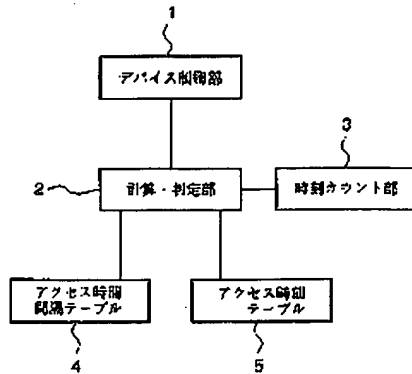 1
デバイス制御部
3
2
計算・判定部
時刻カウント部
アクセス時間
間隔テーブル
アクセス時刻
テーブル
4
5